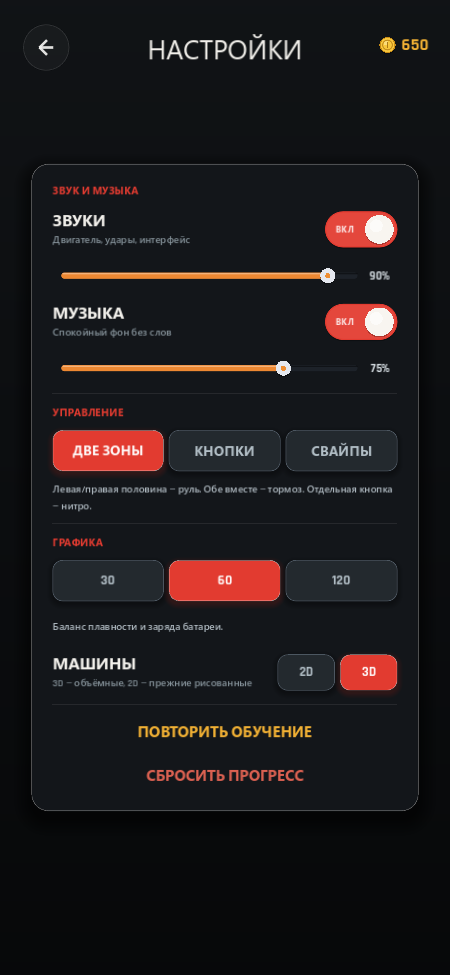 НАСТРОЙКИ
650
ЗВУК И МУЗЫКА
ЗВУКИ
Двигатель, удары, интерфейс
ВКЛ
90%
МУЗЫКА
Спокойный фон без слов
ВКЛ
75%
УПРАВЛЕНИЕ
ДВЕ ЗОНЫ
КНОПКИ
СВАЙПЫ
Левая/правая половина – руль. Обе вместе – тормоз. Отдельная кнопка
– нитро.
ГРАФИКА
30
60
120
Баланс плавности и заряда батареи.
МАШИНЫ
3D – объёмные, 2D – прежние рисованные
2D
3D
ПОВТОРИТЬ ОБУЧЕНИЕ
СБРОСИТЬ ПРОГРЕСС